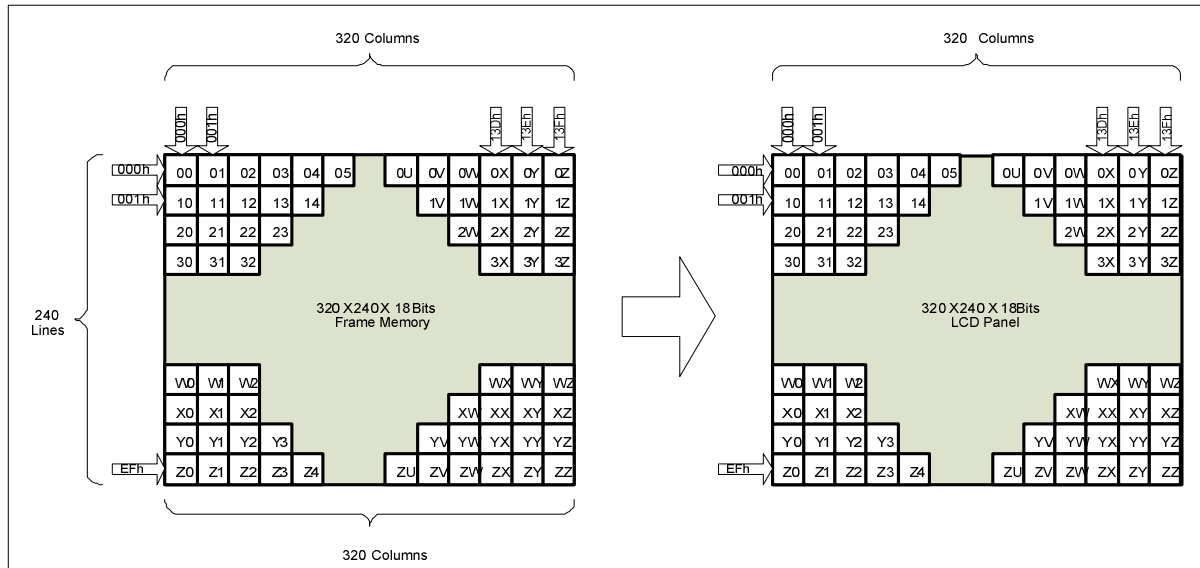 320 Columns 320 Columns
000h 001h 13Dh 13Eh 13Fh 000h 001h 13Dh 13Eh 13Fh
000h 00 01 02 03 04 05 0U 0V 0W 0X 0Y 0Z 000h 00 01 02 03 04 05 0U 0V 0W 0X 0Y 0Z
001h 10 11 12 13 14 1V 1W 1X 1Y 1Z 001h 10 11 12 13 14 1V 1W 1X 1Y 1Z
20 21 22 23 2W 2X 2Y 2Z 20 21 22 23 2W 2X 2Y 2Z
30 31 32 3X 3Y 3Z 30 31 32 3X 3Y 3Z
240 320 X240 X 18Bits 320 X240 X 18Bits
Lines Frame Memory LCD Panel
W0 W1 W2 WX WY WZ W0 W1 W2 WX WY WZ
X0 X1 X2 XW XX XY XZ X0 X1 X2 XW XX XY XZ
Y0 Y1 Y2 Y3 YV YW YX YY YZ Y0 Y1 Y2 Y3 YV YW YX YY YZ
EFh Z0 Z1 Z2 Z3 Z4 ZU ZV ZW ZX ZY ZZ EFh Z0 Z1 Z2 Z3 Z4 ZU ZV ZW ZX ZY ZZ
320 Columns